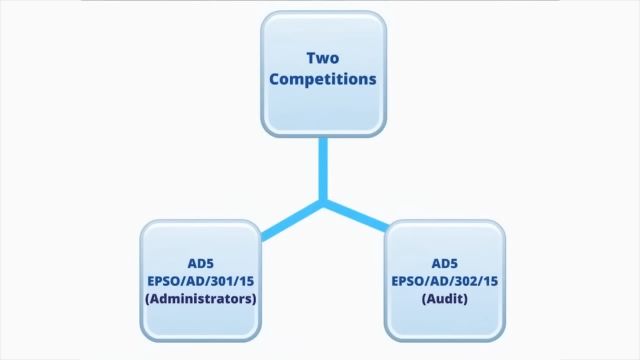 Two
Competitions
AD5
EPSO/AD/301/15
(Administrators)
AD5
EPSO/AD/302/15
(Audit)